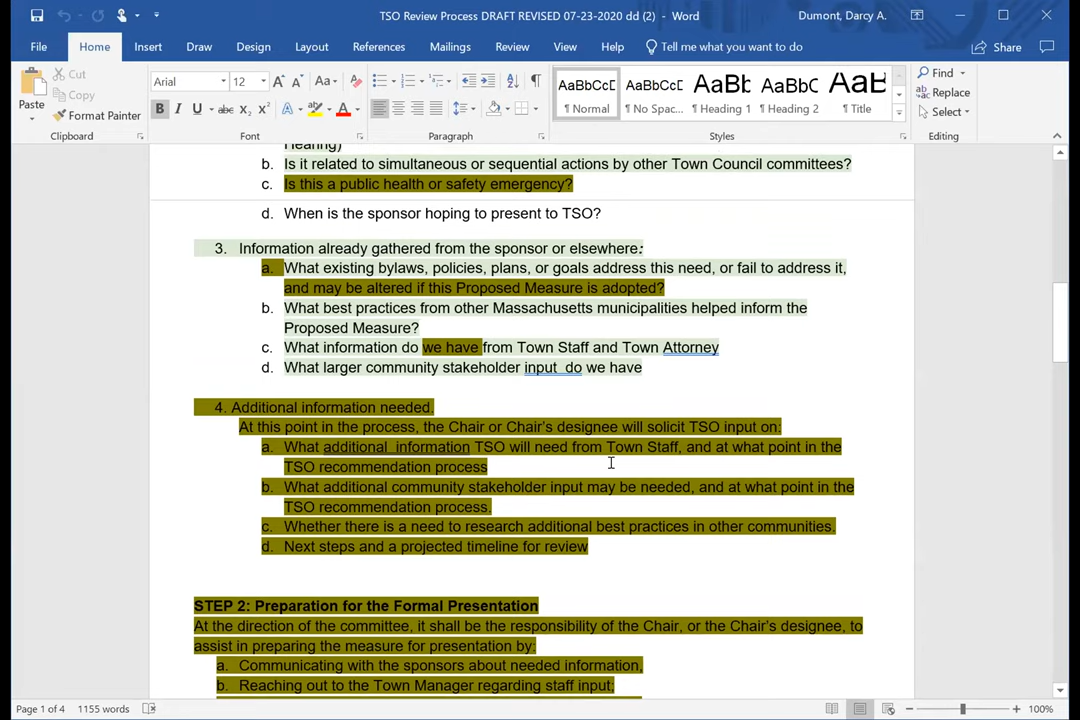 TSO Review Process DRAFT REVISED 07-23-2020 dd (2) - Word
Dumont, Darcy A.
File Home Insert Draw Design Layout References Mailings Review View Help Tell me what you want to do Share
Paste
Cut
Copy
Format Painter
Clipboard
Arial 12
Font
Paragraph
AaBbCcI AaBbCcI AaBb( AaBbC AaB
¶ Normal ¶ No Spac... ¶ Heading 1 ¶ Heading 2 ¶ Title
Styles
Find
Replace
Select
Editing
Hearing)
b. Is it related to simultaneous or sequential actions by other Town Council committees?
c. Is this a public health or safety emergency?
d. When is the sponsor hoping to present to TSO?
3. Information already gathered from the sponsor or elsewhere:
a. What existing bylaws, policies, plans, or goals address this need, or fail to address it,
and may be altered if this Proposed Measure is adopted?
b. What best practices from other Massachusetts municipalities helped inform the
Proposed Measure?
c. What information do we have from Town Staff and Town Attorney
d. What larger community stakeholder input do we have
4. Additional information needed.
At this point in the process, the Chair or Chair's designee will solicit TSO input on:
a. What additional information TSO will need from Town Staff, and at what point in the
TSO recommendation process
b. What additional community stakeholder input may be needed, and at what point in the
TSO recommendation process.
c. Whether there is a need to research additional best practices in other communities.
d. Next steps and a projected timeline for review
STEP 2: Preparation for the Formal Presentation
At the direction of the committee, it shall be the responsibility of the Chair, or the Chair's designee, to
assist in preparing the measure for presentation by:
a. Communicating with the sponsors about needed information,
b. Reaching out to the Town Manager regarding staff input;
Page 1 of 4 1155 words
100%